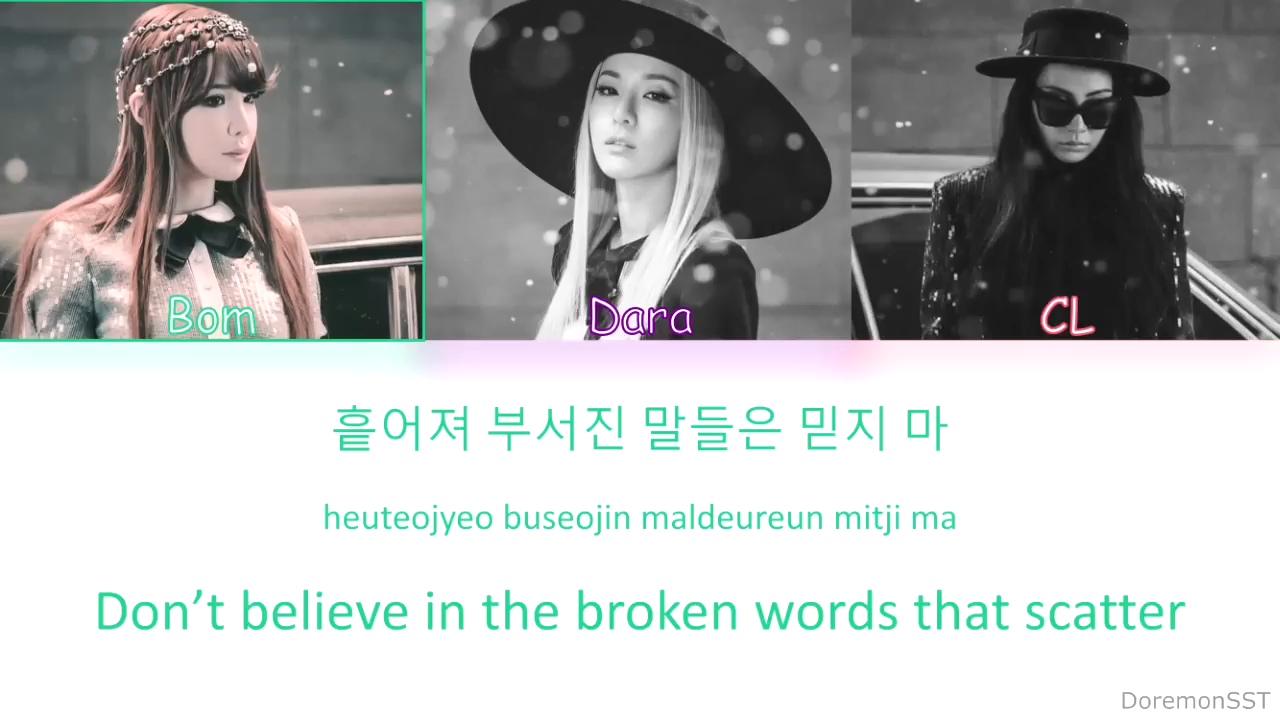 Bom
Dara
CL
흩어져 부서진 말들은 믿지 마
heuteojyeo buseojin maldeureun mitji ma
Don’t believe in the broken words that scatter
DoremonSST